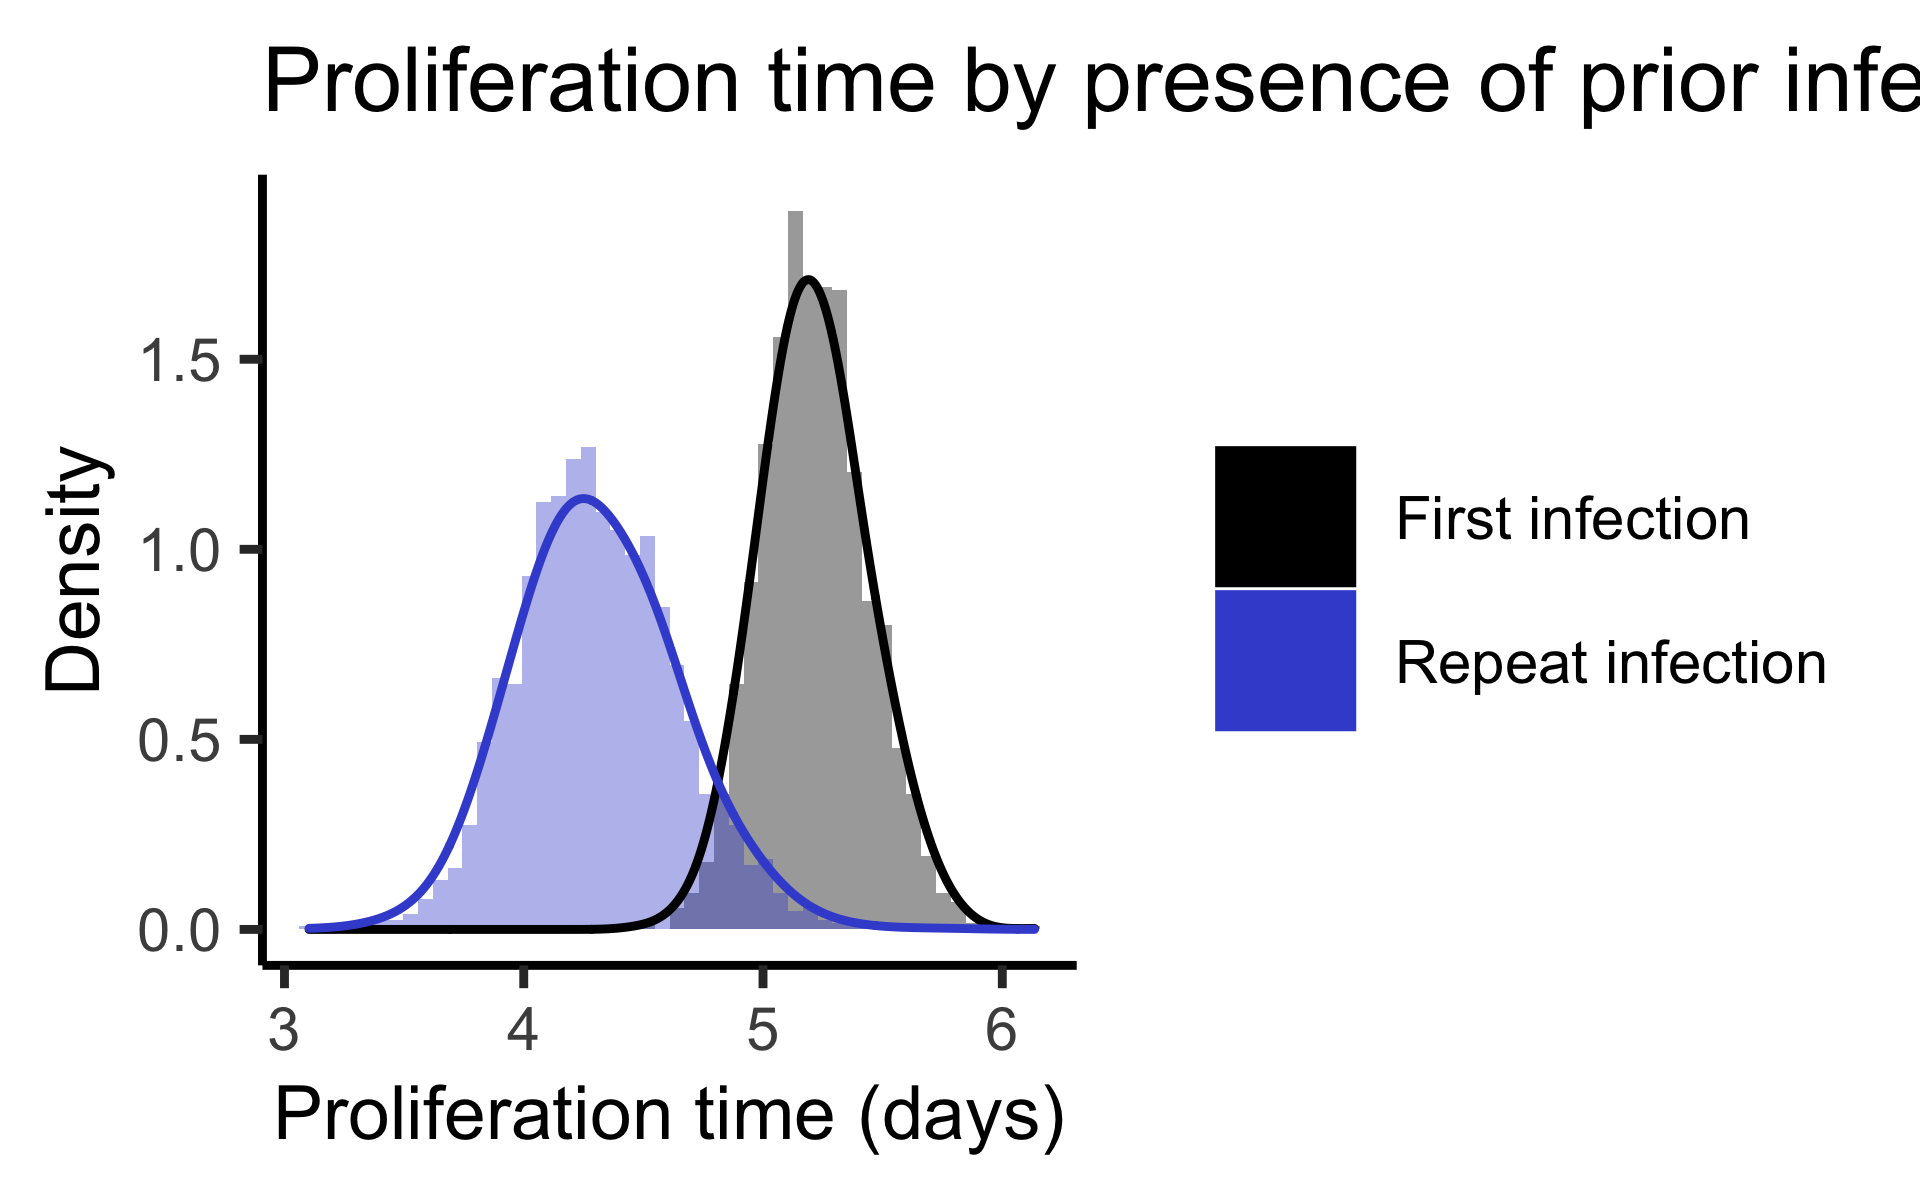 Proliferation time by presence of prior infe
Density
1.5
1.0
0.5
0.0
3 4 5 6
Proliferation time (days)
First infection
Repeat infection